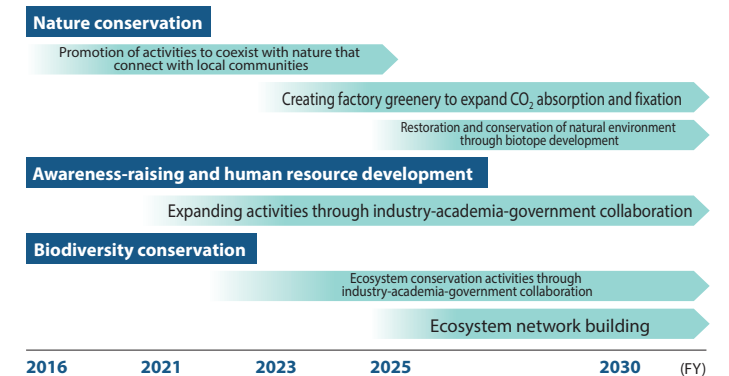 Nature conservation
Promotion of activities to coexist with nature that
connect with local communities
Creating factory greenery to expand CO₂ absorption and fixation
Restoration and conservation of natural environment
through biotope development
Awareness-raising and human resource development
Expanding activities through industry-academia-government collaboration
Biodiversity conservation
Ecosystem conservation activities through
industry-academia-government collaboration
Ecosystem network building
2016 2021 2023 2025 2030 (FY)